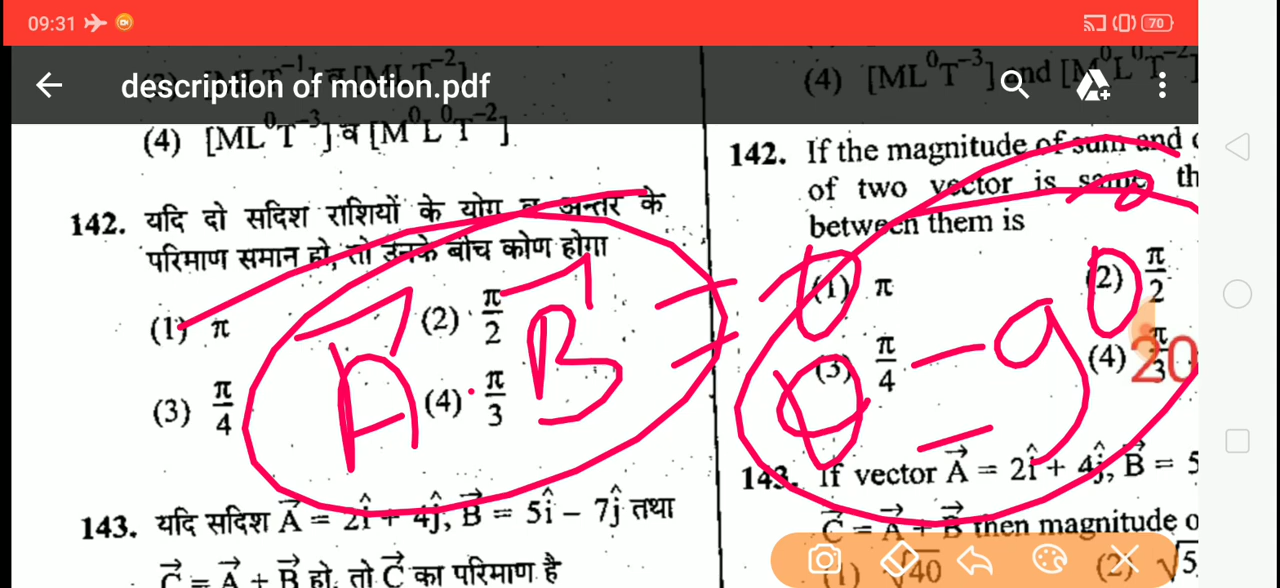 09:31
70
description of motion.pdf
(4) [ML⁰T⁻³] and [M⁰L⁰T⁻²]
(4) [ML⁰T⁻³] व [M⁰L⁰T⁻²]
142. यदि दो सदिश राशियों के योग व अन्तर के
परिमाण समान हो, तो उनके बीच कोण होगा
(1) π (2) π/2
(3) π/4 (4) π/3
A⃗ B⃗ = 0
θ = 90
143. यदि सदिश A⃗ = 2î + 4ĵ, B⃗ = 5î − 7ĵ तथा
C⃗ = A⃗ + B⃗ हो, तो C⃗ का परिमाण है
142. If the magnitude of sum and
of two vector is same th
between them is
(1) π (2) π/2
(3) π/4 (4) π/3
20
143. If vector A⃗ = 2î + 4ĵ, B⃗ = 5
C⃗ = A⃗ + B⃗ then magnitude o
(1) √40 (2) √5